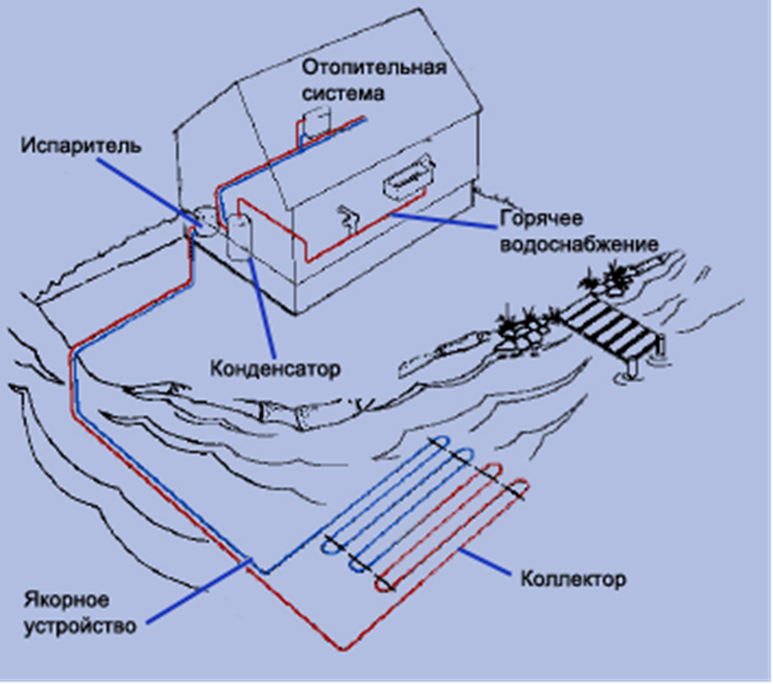 Отопительная
система
Испаритель
Горячее
водоснабжение
Конденсатор
Коллектор
Якорное
устройство